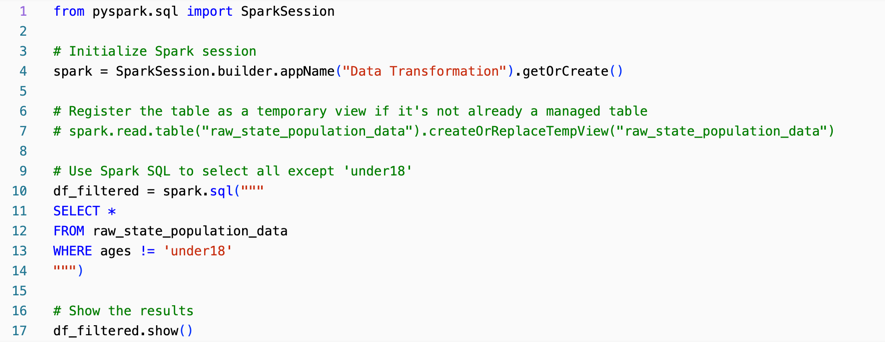 1 from pyspark.sql import SparkSession
2
3 # Initialize Spark session
4 spark = SparkSession.builder.appName("Data Transformation").getOrCreate()
5
6 # Register the table as a temporary view if it's not already a managed table
7 # spark.read.table("raw_state_population_data").createOrReplaceTempView("raw_state_population_data")
8
9 # Use Spark SQL to select all except 'under18'
10 df_filtered = spark.sql("""
11 SELECT *
12 FROM raw_state_population_data
13 WHERE ages != 'under18'
14 """)
15
16 # Show the results
17 df_filtered.show()